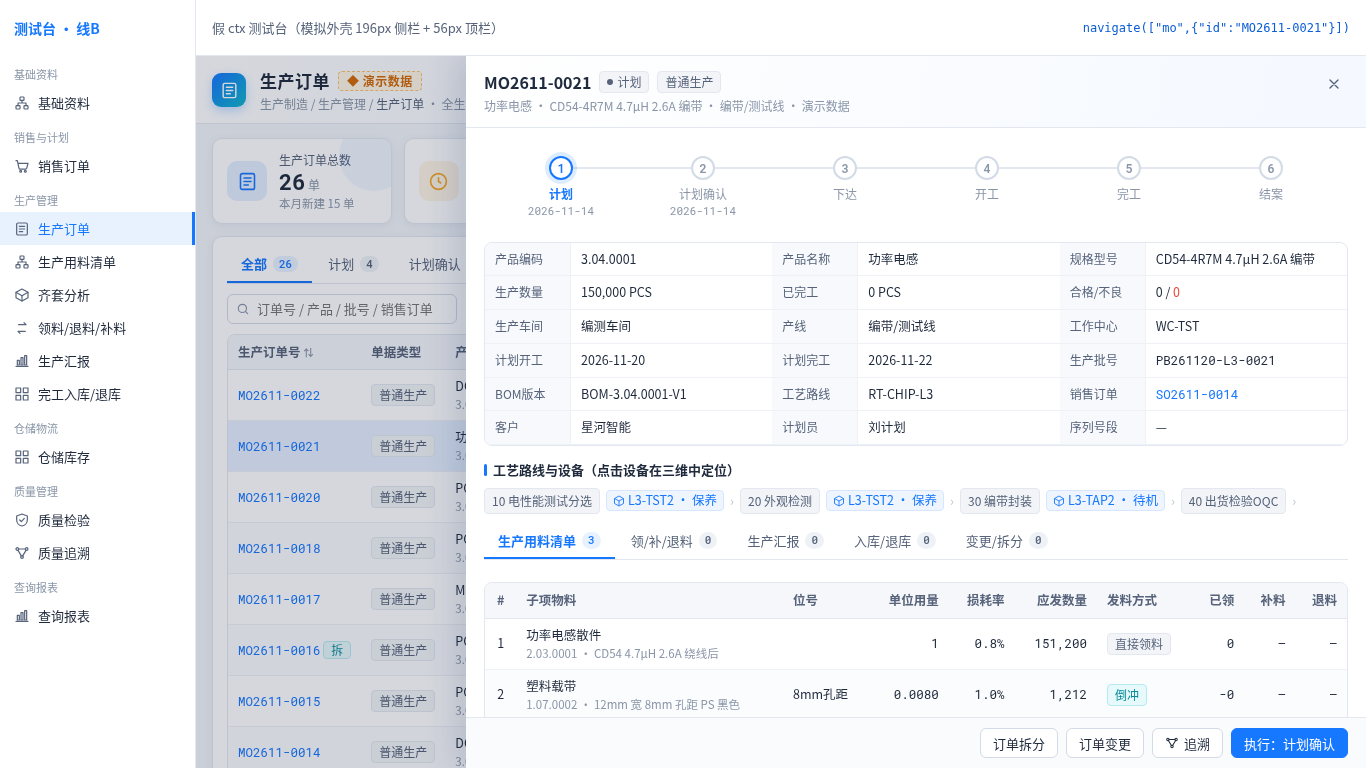 测试台 · 线B
基础资料
基础资料
销售与计划
销售订单
生产管理
生产订单
生产用料清单
齐套分析
领料/退料/补料
生产汇报
完工入库/退库
仓储物流
仓储库存
质量管理
质量检验
质量追溯
查询报表
查询报表
假 ctx 测试台（模拟外壳 196px 侧栏 + 56px 顶栏）
navigate(["mo",{"id":"MO2611-0021"}])
生产订单 ◆ 演示数据
生产制造 / 生产管理 / 生产订单 · 全生
生产订单总数
26 单
本月新建 15 单
全部 26 计划 4 计划确认
订单号 / 产品 / 批号 / 销售订单
生产订单号 单据类型
MO2611-0022 普通生产
MO2611-0021 普通生产
MO2611-0020 普通生产
MO2611-0018 普通生产
MO2611-0017 普通生产
MO2611-0016 拆 普通生产
MO2611-0015 普通生产
MO2611-0014 普通生产
MO2611-0021 计划 普通生产
功率电感 · CD54-4R7M 4.7μH 2.6A 编带 · 编带/测试线 · 演示数据
1 2 3 4 5 6
计划 计划确认 下达 开工 完工 结案
2026-11-14 2026-11-14
产品编码 3.04.0001 产品名称 功率电感 规格型号 CD54-4R7M 4.7μH 2.6A 编带
生产数量 150,000 PCS 已完工 0 PCS 合格/不良 0 / 0
生产车间 编测车间 产线 编带/测试线 工作中心 WC-TST
计划开工 2026-11-20 计划完工 2026-11-22 生产批号 PB261120-L3-0021
BOM版本 BOM-3.04.0001-V1 工艺路线 RT-CHIP-L3 销售订单 SO2611-0014
客户 星河智能 计划员 刘计划 序列号段 —
工艺路线与设备（点击设备在三维中定位）
10 电性能测试分选 L3-TST2 · 保养 › 20 外观检测 L3-TST2 · 保养 › 30 编带封装 L3-TAP2 · 待机 › 40 出货检验OQC ›
生产用料清单 3 领/补/退料 0 生产汇报 0 入库/退库 0 变更/拆分 0
# 子项物料 位号 单位用量 损耗率 应发数量 发料方式 已领 补料 退料
1 功率电感散件 1 0.8% 151,200 直接领料 0 — —
2.03.0001 · CD54 4.7μH 2.6A 绕线后
2 塑料载带 8mm孔距 0.0080 1.0% 1,212 倒冲 -0 — —
1.07.0002 · 12mm 宽 8mm 孔距 PS 黑色
订单拆分 订单变更 追溯 执行：计划确认